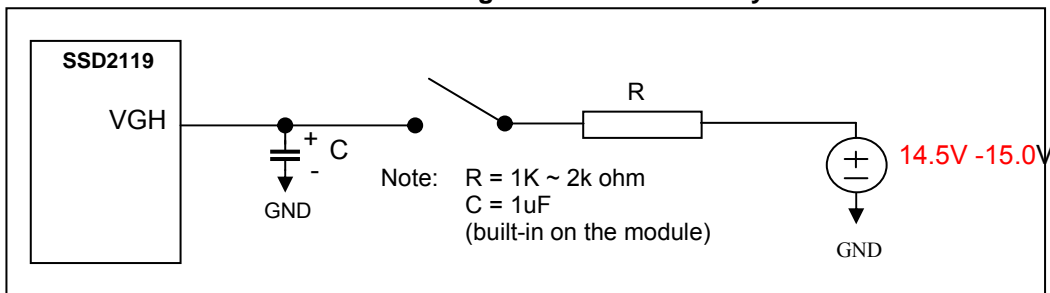 SSD2119
VGH
+
C
-
GND
R
Note: R = 1K ~ 2k ohm
C = 1uF
(built-in on the module)
14.5V -15.0V
+
GND